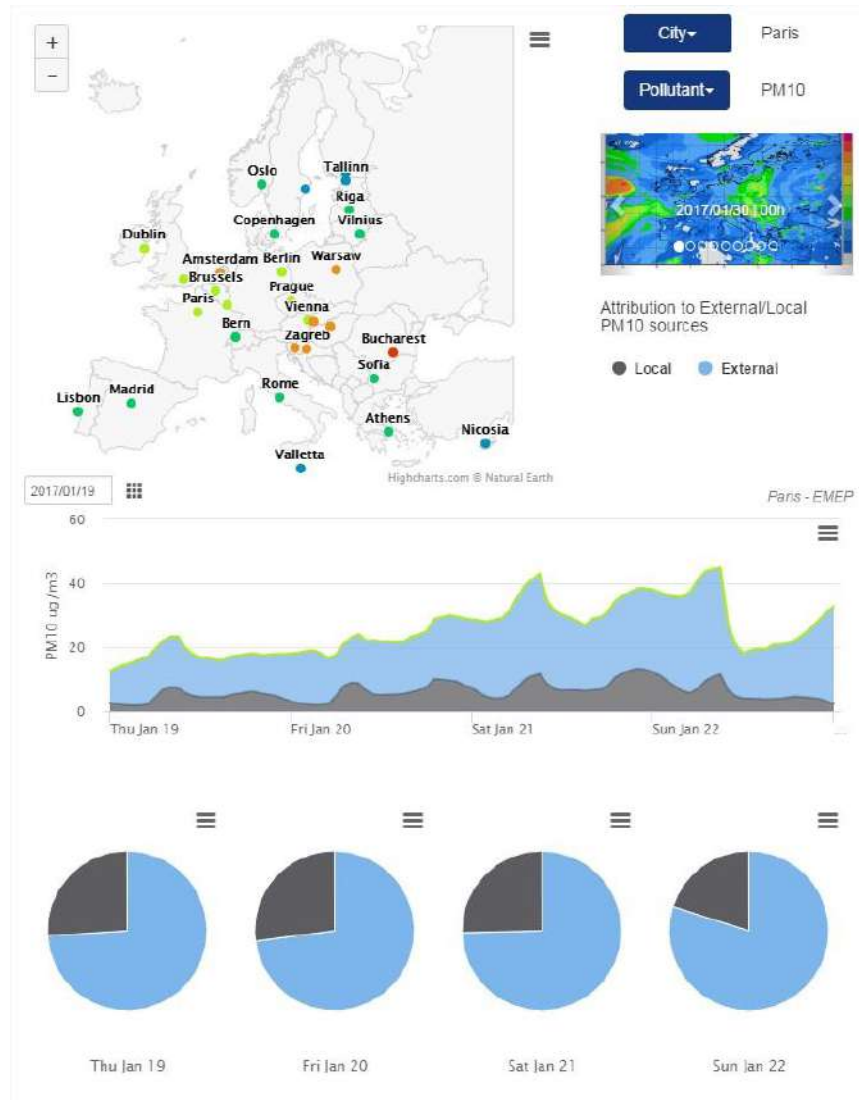 +
−
City
Paris
Pollutant
PM10
2017/01/30 | 00h
Attribution to External/Local
PM10 sources
Local
External
Oslo
Tallinn
Riga
Copenhagen
Vilnius
Dublin
Amsterdam
Berlin
Warsaw
Brussels
Prague
Paris
Vienna
Bern
Zagreb
Bucharest
Sofia
Lisbon
Madrid
Rome
Athens
Nicosia
Valletta
Highcharts.com © Natural Earth
2017/01/19
Paris - EMEP
PM10 ug/m3
60
40
20
0
Thu Jan 19
Fri Jan 20
Sat Jan 21
Sun Jan 22
...
Thu Jan 19
Fri Jan 20
Sat Jan 21
Sun Jan 22